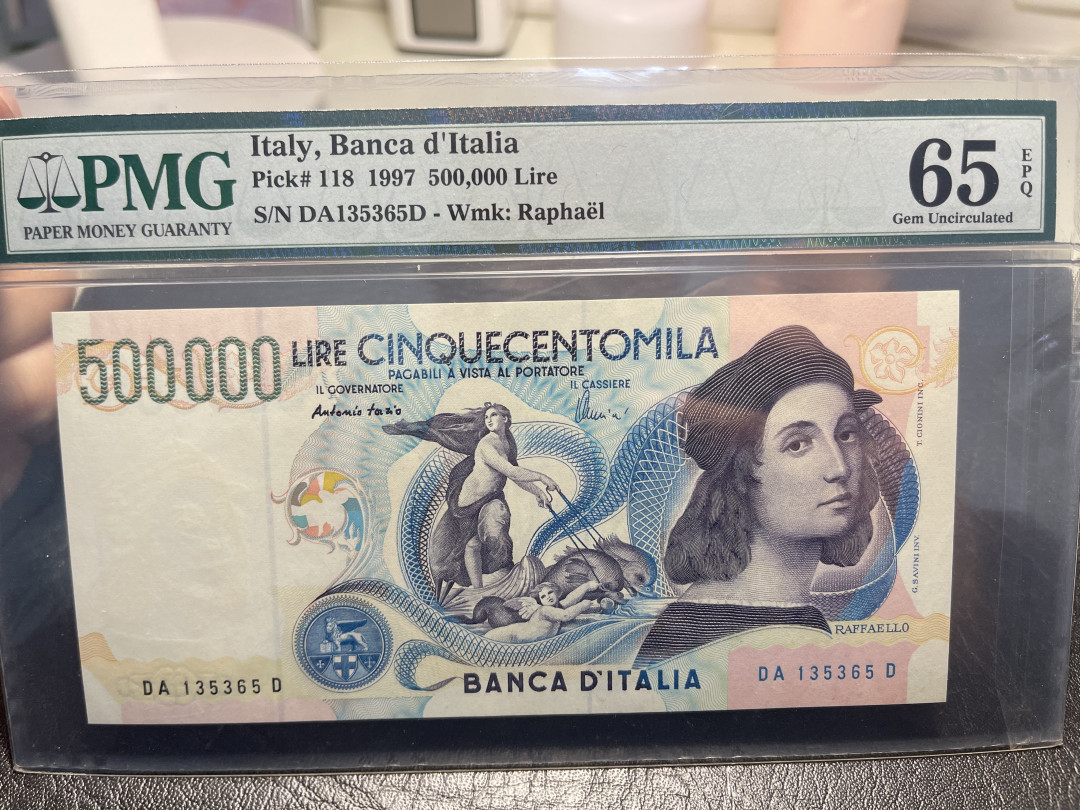 Italy, Banca d'Italia
Pick# 118 1997 500,000 Lire
S/N DA135365D - Wmk: Raphaël
PMG
PAPER MONEY GUARANTY
65
EPQ
Gem Uncirculated
500000 LIRE CINQUECENTOMILA
PAGABILI A VISTA AL PORTATORE
IL GOVERNATORE
IL CASSIERE
Antonio Fazio
T. CIONINI INC.
G. SAVINI INV.
RAFFAELLO
DA 135365 D
BANCA D'ITALIA
DA 135365 D